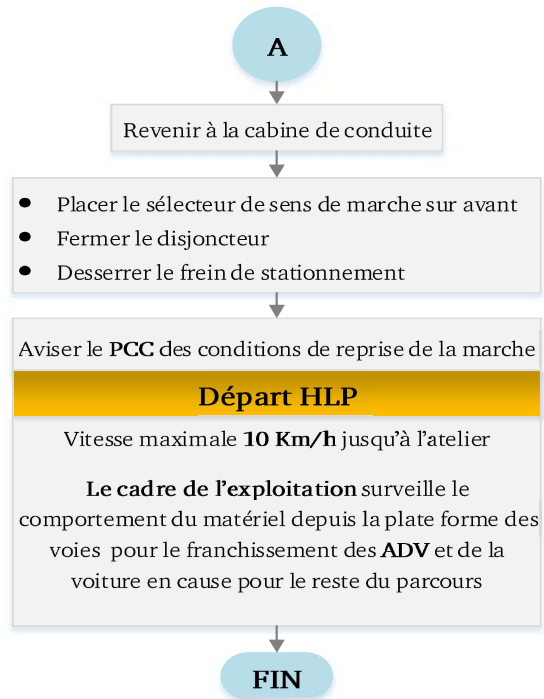 A
Revenir à la cabine de conduite
• Placer le sélecteur de sens de marche sur avant
• Fermer le disjoncteur
• Desserrer le frein de stationnement
Aviser le PCC des conditions de reprise de la marche
Départ HLP
Vitesse maximale 10 Km/h jusqu'à l'atelier
Le cadre de l'exploitation surveille le
comportement du matériel depuis la plate forme des
voies pour le franchissement des ADV et de la
voiture en cause pour le reste du parcours
FIN